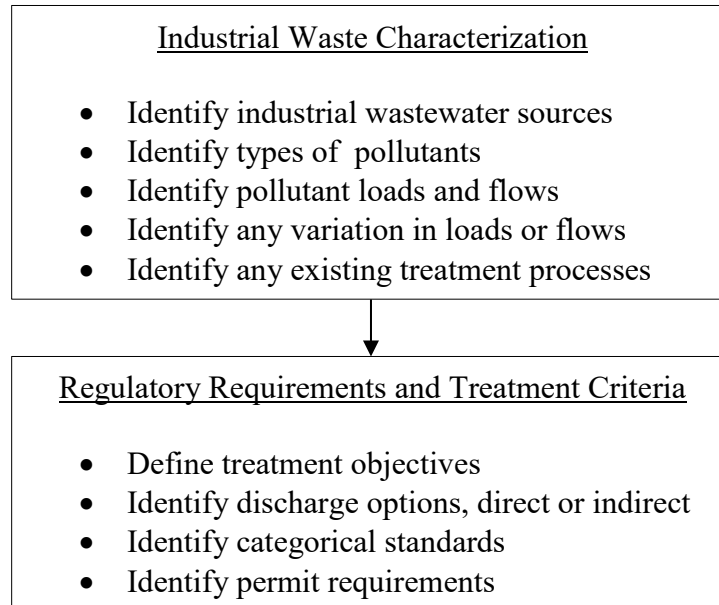 Industrial Waste Characterization
• Identify industrial wastewater sources
• Identify types of pollutants
• Identify pollutant loads and flows
• Identify any variation in loads or flows
• Identify any existing treatment processes
Regulatory Requirements and Treatment Criteria
• Define treatment objectives
• Identify discharge options, direct or indirect
• Identify categorical standards
• Identify permit requirements